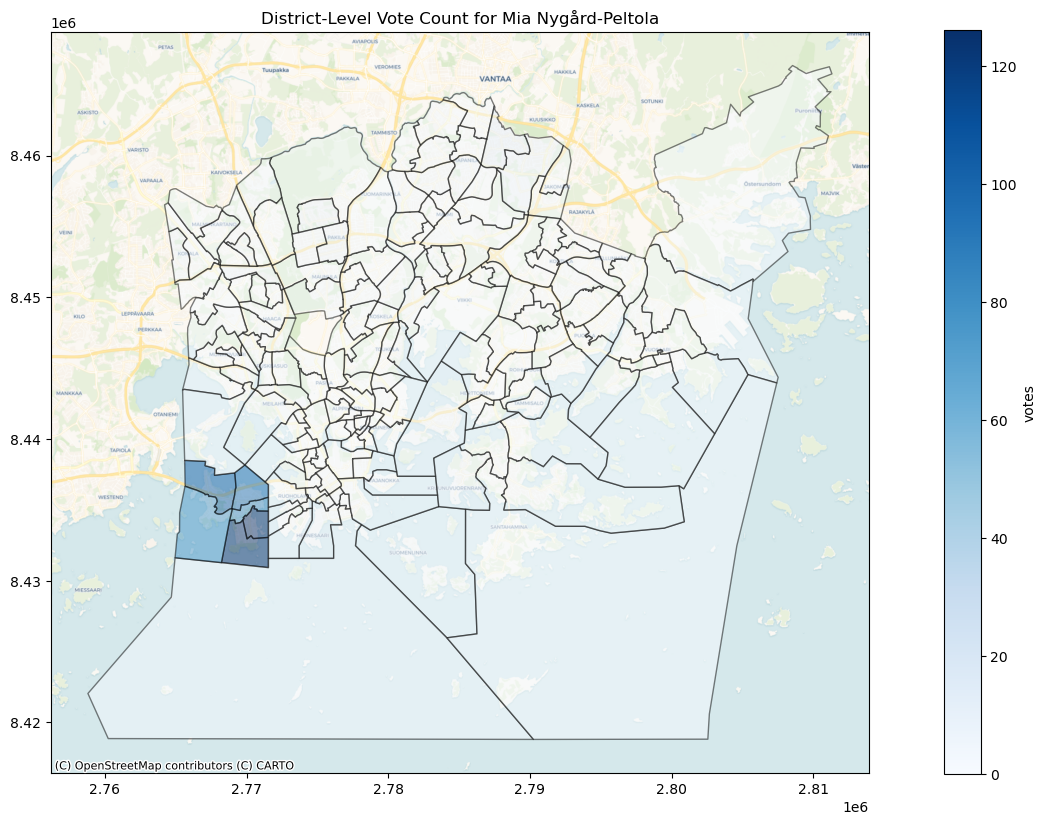 District-Level Vote Count for Mia Nygård-Peltola
1e6
PETAS
AVIAPOLIS
Tuupakka
VEROMIES
PAKKALA
VANTAA
HAKKILA
ASKISTO
KASKELA
SOTUNKI
KUUSIKKO
TAMMISTO
VARISTO
KAIVOKSELA
VAPAALA
Östersundom
MAJVIK
RAJAKYLÄ
VEINI
KILO
LEPPÄVAARA
PERKKAA
VIIKKI
MANKKAA
OTANIEMI
TAPIOLA
WESTEND
RUOHOLAHTI
SANTAHAMINA
SUOMENLINNA
MIESSAARI
(C) OpenStreetMap contributors (C) CARTO
8.46
8.45
8.44
8.43
8.42
2.76
2.77
2.78
2.79
2.80
2.81
1e6
120
100
80
60
40
20
0
votes